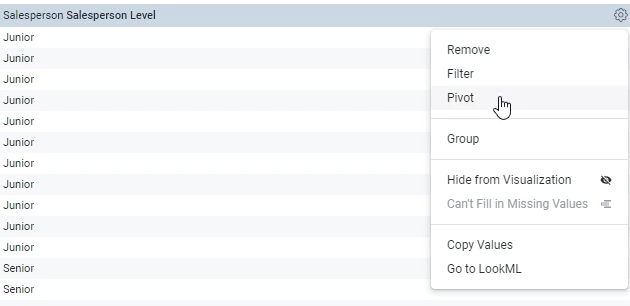 Salesperson Salesperson Level
Junior
Junior
Junior
Junior
Junior
Junior
Junior
Junior
Junior
Junior
Junior
Senior
Senior
Remove
Filter
Pivot
Group
Hide from Visualization
Can't Fill in Missing Values
Copy Values
Go to LookML